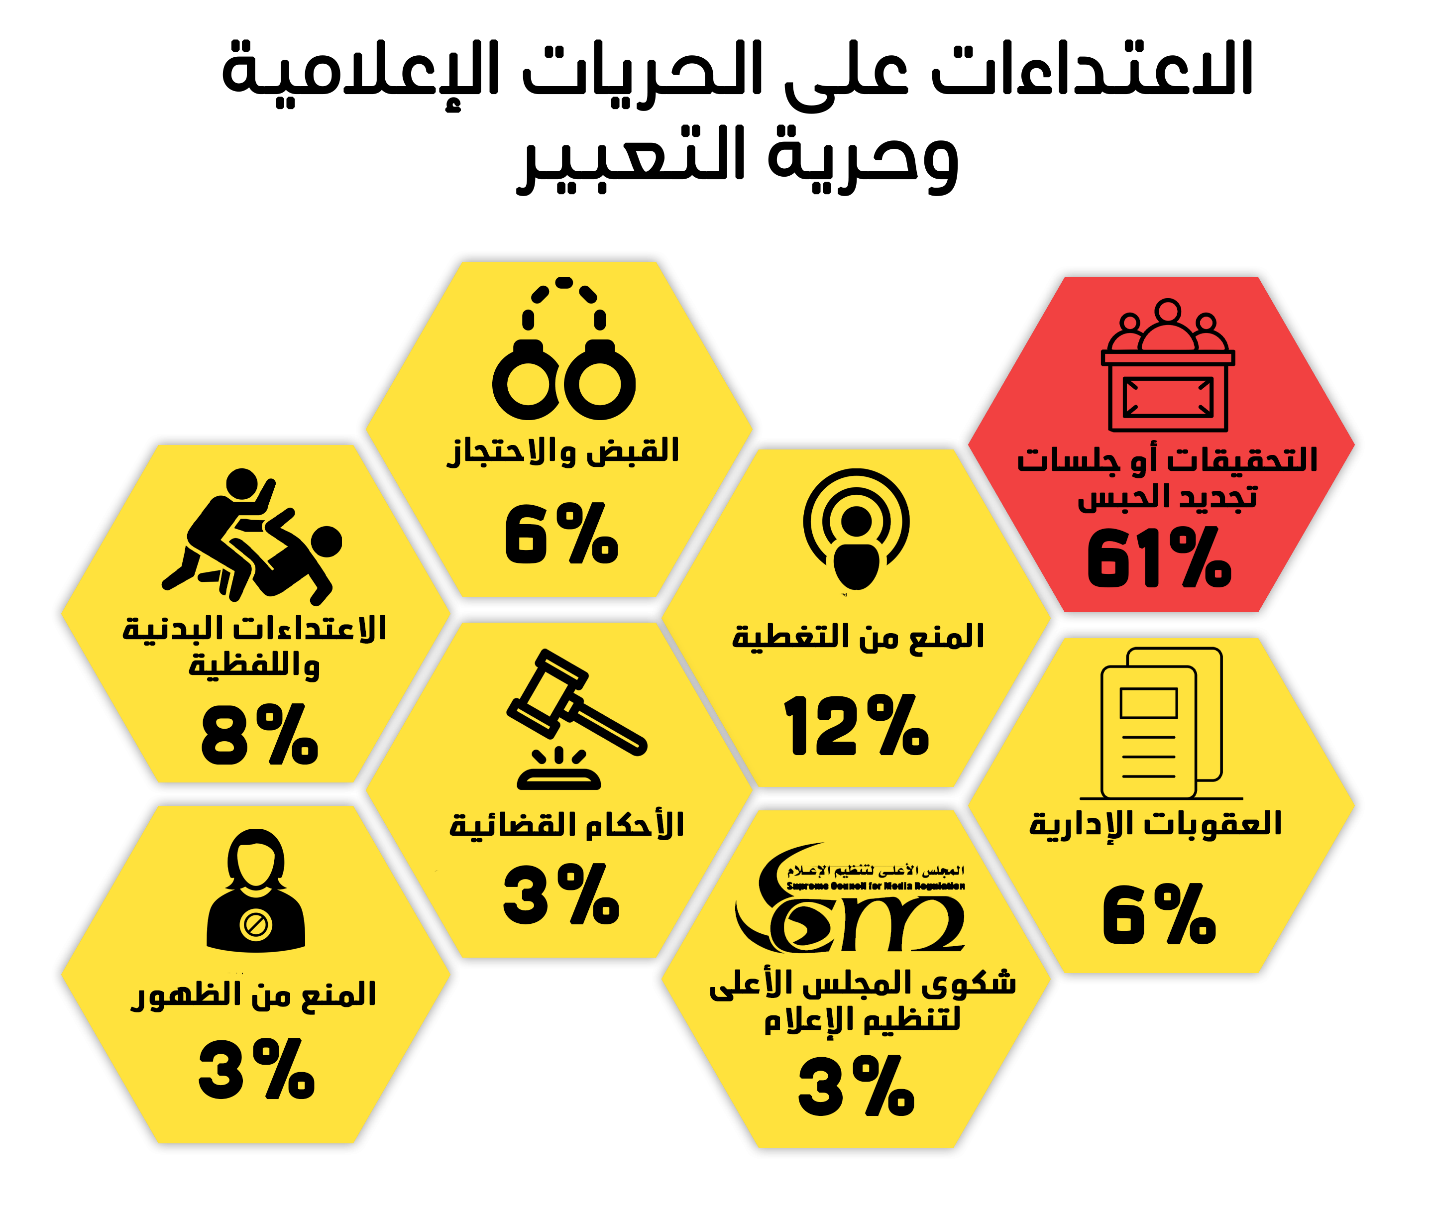 الاعتداءات على الحريات الإعلامية
وحرية التعبير
التحقيقات أو جلسات
تجديد الحبس
61%
القبض والاحتجاز
6%
المنع من التغطية
12%
الاعتداءات البدنية
واللفظية
8%
العقوبات الإدارية
6%
الأحكام القضائية
3%
المجلس الأعلى لتنظيم الإعلام
Supreme Council for Media Regulation
شكوى المجلس الأعلى
لتنظيم الإعلام
3%
المنع من الظهور
3%